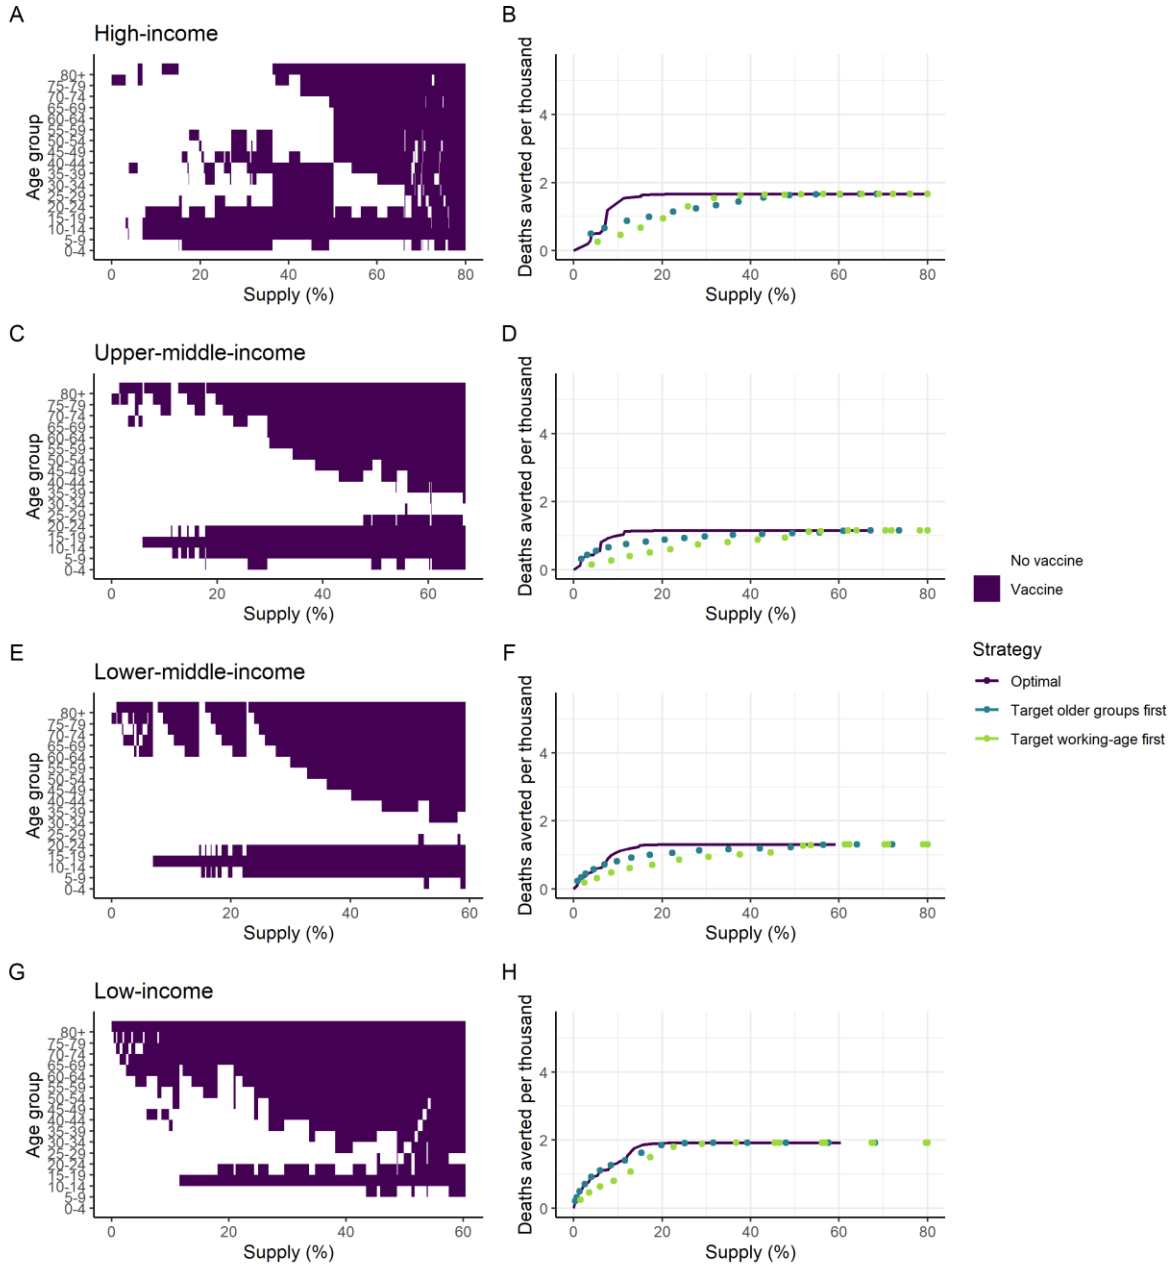 A
High-income
80+
75-79
70-74
65-69
60-64
55-59
50-54
45-49
40-44
35-39
30-34
25-29
20-24
15-19
10-14
5-9
0-4
Age group
0 20 40 60 80
Supply (%)
B
Deaths averted per thousand
4
2
0
0 20 40 60 80
Supply (%)
C
Upper-middle-income
80+
75-79
70-74
65-69
60-64
55-59
50-54
45-49
40-44
35-39
30-34
25-29
20-24
15-19
10-14
5-9
0-4
Age group
0 20 40 60
Supply (%)
D
Deaths averted per thousand
4
2
0
0 20 40 60 80
Supply (%)
No vaccine
Vaccine
Strategy
Optimal
Target older groups first
Target working-age first
E
Lower-middle-income
80+
75-79
70-74
65-69
60-64
55-59
50-54
45-49
40-44
35-39
30-34
25-29
20-24
15-19
10-14
5-9
0-4
Age group
0 20 40 60
Supply (%)
F
Deaths averted per thousand
4
2
0
0 20 40 60 80
Supply (%)
G
Low-income
80+
75-79
70-74
65-69
60-64
55-59
50-54
45-49
40-44
35-39
30-34
25-29
20-24
15-19
10-14
5-9
0-4
Age group
0 20 40 60
Supply (%)
H
Deaths averted per thousand
4
2
0
0 20 40 60 80
Supply (%)